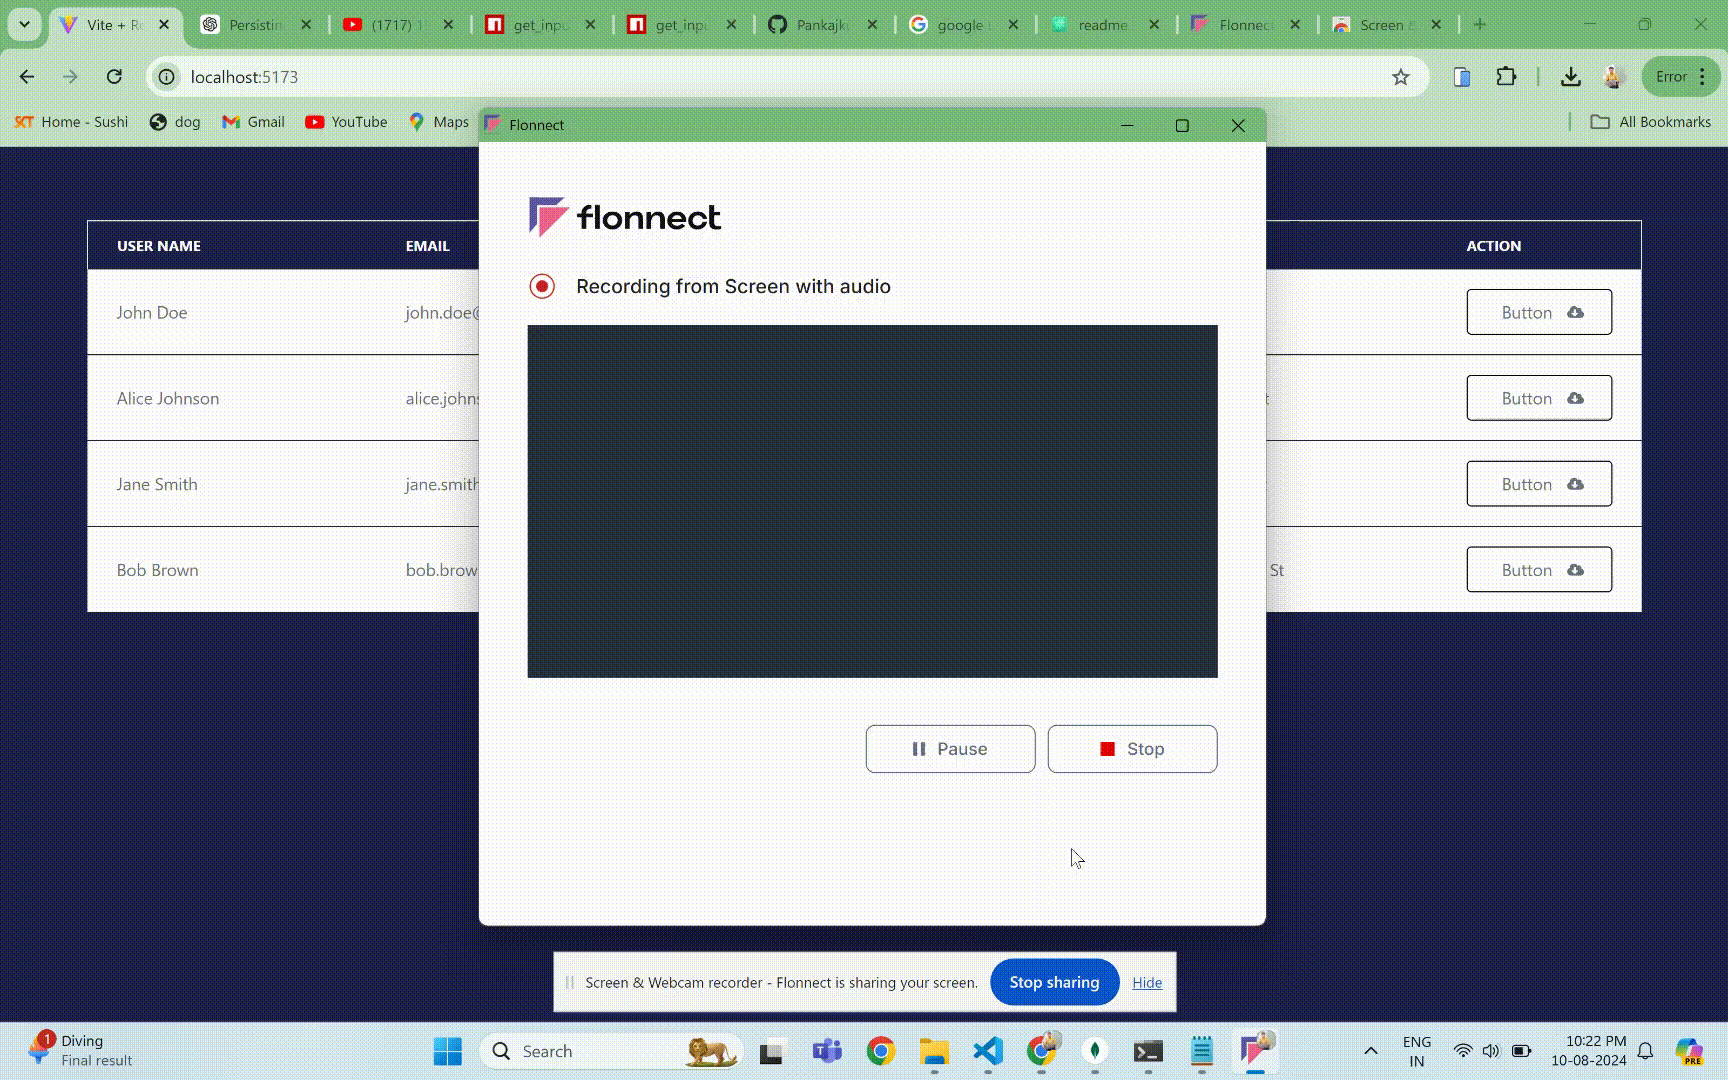 Vite + Re
Persistin
(1717) 1
get_inpu
get_inpu
Pankajk
google
readme
Flonnect
Screen &
localhost:5173
Error
Home - Sushi
dog
Gmail
YouTube
Maps
Flonnect
All Bookmarks
flonnect
Recording from Screen with audio
USER NAME EMAIL ACTION
John Doe john.doe@ Button
Alice Johnson alice.johns t Button
Jane Smith jane.smith Button
Bob Brown bob.brow St Button
Pause Stop
Screen & Webcam recorder - Flonnect is sharing your screen. Stop sharing Hide
1 Diving
Final result
Search
ENG
IN
10:22 PM
10-08-2024
PRE